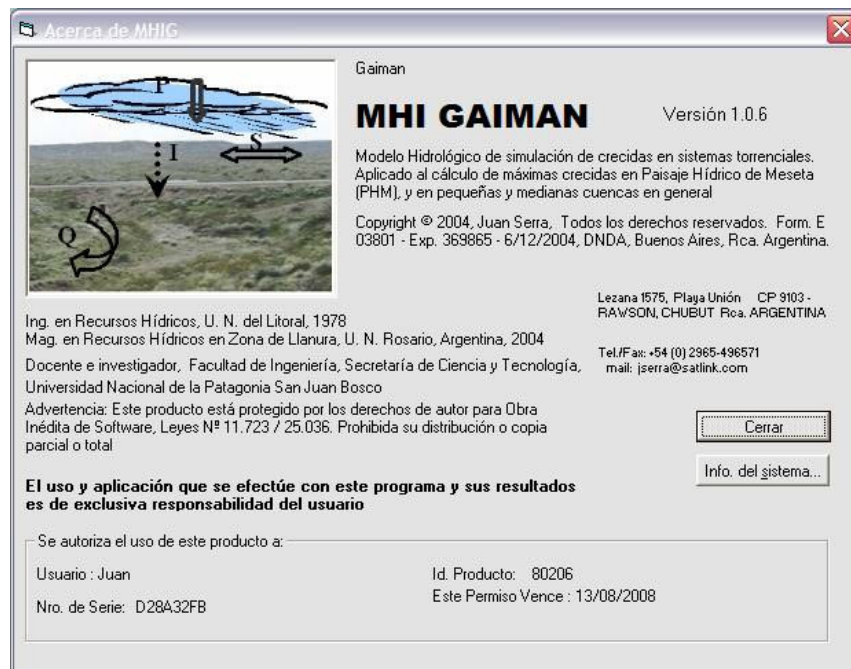 Acerca de MHIG
P
I
S
Q
Gaiman
MHI GAIMAN
Versión 1.0.6
Modelo Hidrológico de simulación de crecidas en sistemas torrenciales.
Aplicado al cálculo de máximas crecidas en Paisaje Hídrico de Meseta
(PHM), y en pequeñas y medianas cuencas en general
Copyright © 2004, Juan Serra, Todos los derechos reservados. Form. E
03801 - Exp. 369865 - 6/12/2004, DNDA, Buenos Aires, Rca. Argentina.
Lezana 1575, Playa Unión CP 9103 -
RAWSON, CHUBUT Rca. ARGENTINA
Tel./Fax: +54 (0) 2965-496571
mail: jserra@satlink.com
Ing. en Recursos Hídricos, U. N. del Litoral, 1978
Mag. en Recursos Hídricos en Zona de Llanura, U. N. Rosario, Argentina, 2004
Docente e investigador, Facultad de Ingeniería, Secretaría de Ciencia y Tecnología,
Universidad Nacional de la Patagonia San Juan Bosco
Advertencia: Este producto está protegido por los derechos de autor para Obra
Inédita de Software, Leyes Nº 11.723 / 25.036. Prohibida su distribución o copia
parcial o total
Cerrar
Info. del sistema...
El uso y aplicación que se efectúe con este programa y sus resultados
es de exclusiva responsabilidad del usuario
Se autoriza el uso de este producto a:
Usuario : Juan
Id. Producto: 80206
Este Permiso Vence : 13/08/2008
Nro. de Serie: D28A32FB